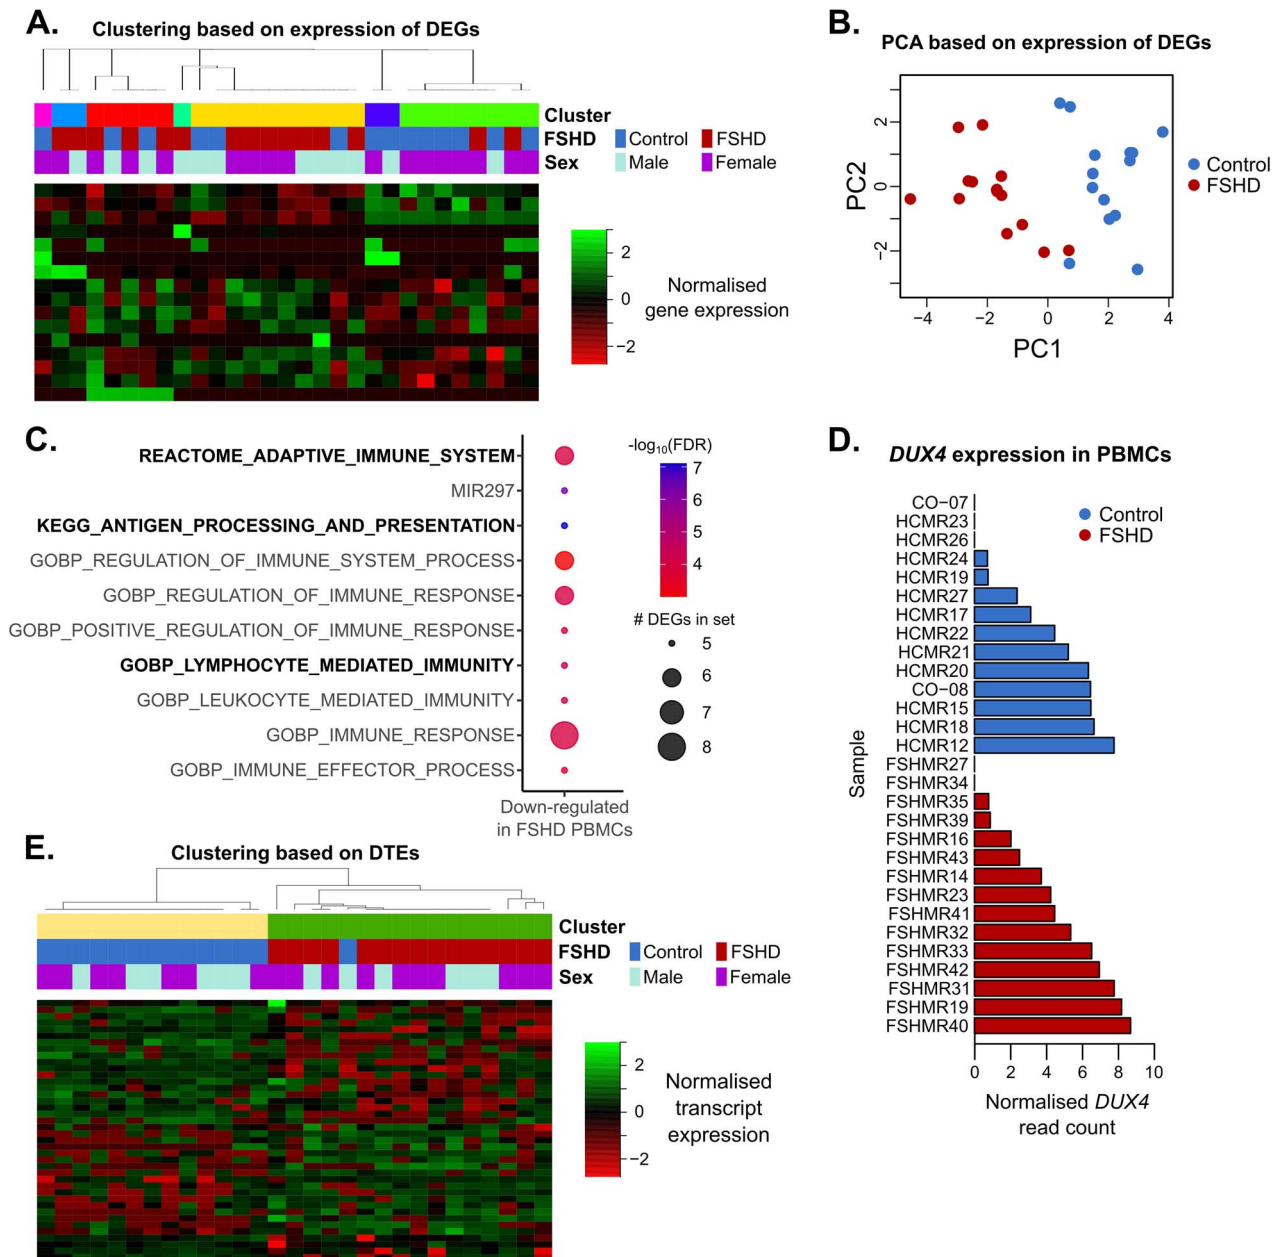 A.
Clustering based on expression of DEGs
Cluster
FSHD Control FSHD
Sex Male Female
2
0
−2
Normalised
gene expression
B.
PCA based on expression of DEGs
2
0
−2
PC2
−4 −2 0 2 4
PC1
Control
FSHD
C.
REACTOME_ADAPTIVE_IMMUNE_SYSTEM
MIR297
KEGG_ANTIGEN_PROCESSING_AND_PRESENTATION
GOBP_REGULATION_OF_IMMUNE_SYSTEM_PROCESS
GOBP_REGULATION_OF_IMMUNE_RESPONSE
GOBP_POSITIVE_REGULATION_OF_IMMUNE_RESPONSE
GOBP_LYMPHOCYTE_MEDIATED_IMMUNITY
GOBP_LEUKOCYTE_MEDIATED_IMMUNITY
GOBP_IMMUNE_RESPONSE
GOBP_IMMUNE_EFFECTOR_PROCESS
Down-regulated
in FSHD PBMCs
-log10(FDR)
7
6
5
4
# DEGs in set
5
6
7
8
D.
DUX4 expression in PBMCs
Control
FSHD
Sample
CO−07
HCMR23
HCMR26
HCMR24
HCMR19
HCMR27
HCMR17
HCMR22
HCMR21
HCMR20
CO−08
HCMR15
HCMR18
HCMR12
FSHMR27
FSHMR34
FSHMR35
FSHMR39
FSHMR16
FSHMR43
FSHMR14
FSHMR23
FSHMR41
FSHMR32
FSHMR33
FSHMR42
FSHMR31
FSHMR19
FSHMR40
0 2 4 6 8 10
Normalised DUX4
read count
E.
Clustering based on DTEs
Cluster
FSHD Control FSHD
Sex Male Female
2
0
−2
Normalised
transcript
expression